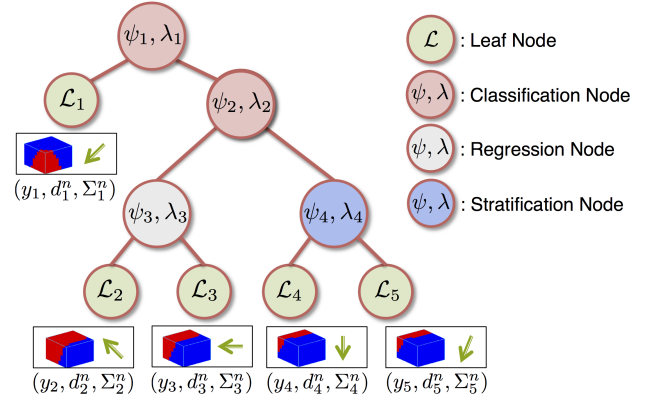 ψ₁, λ₁
ℒ : Leaf Node
ℒ₁
ψ₂, λ₂
ψ, λ : Classification Node
(y₁, d₁ⁿ, Σ₁ⁿ)
ψ, λ : Regression Node
ψ₃, λ₃
ψ₄, λ₄
ψ, λ : Stratification Node
ℒ₂
ℒ₃
ℒ₄
ℒ₅
(y₂, d₂ⁿ, Σ₂ⁿ) (y₃, d₃ⁿ, Σ₃ⁿ) (y₄, d₄ⁿ, Σ₄ⁿ) (y₅, d₅ⁿ, Σ₅ⁿ)